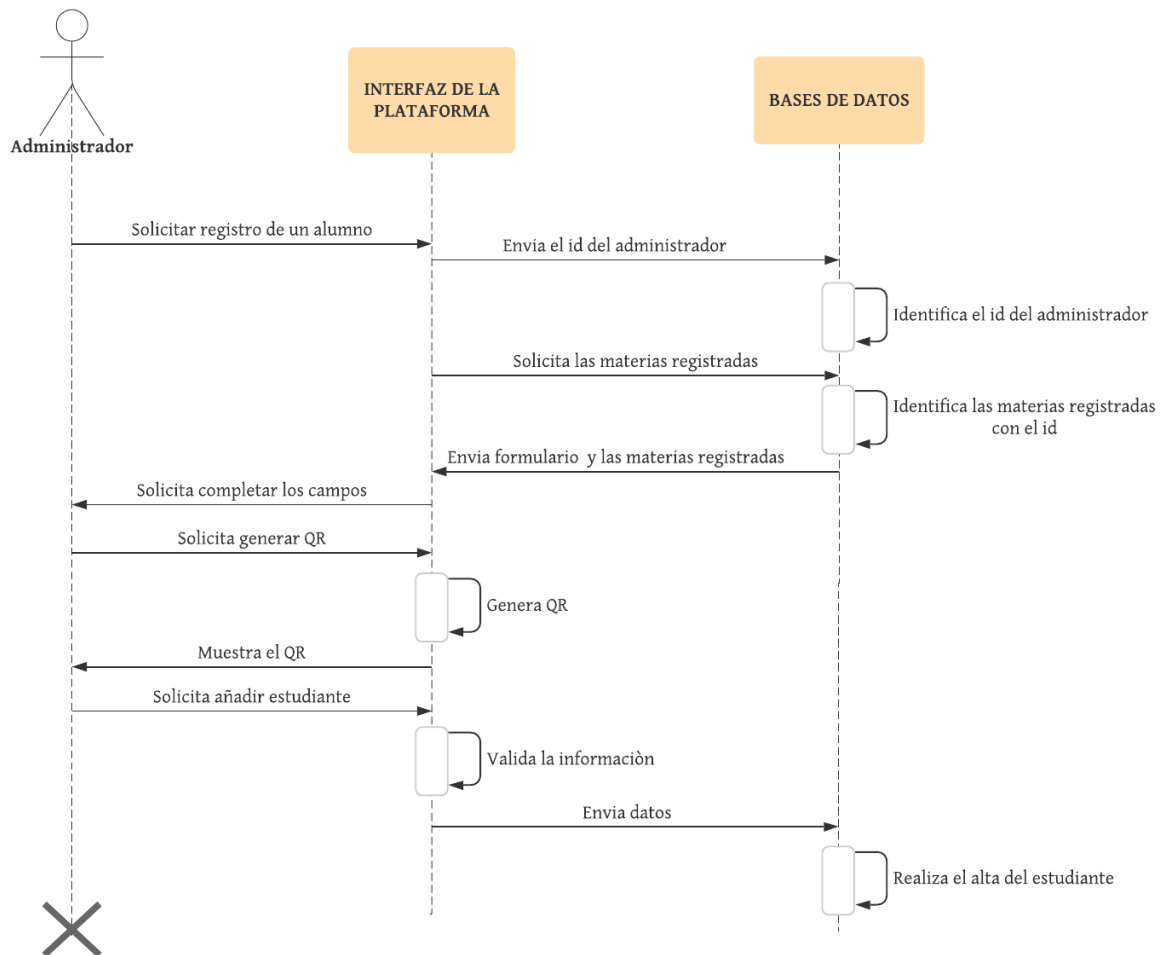 INTERFAZ DE LA
PLATAFORMA
BASES DE DATOS
Administrador
Solicitar registro de un alumno
Envia el id del administrador
Identifica el id del administrador
Solicita las materias registradas
Identifica las materias registradas
con el id
Envia formulario y las materias registradas
Solicita completar los campos
Solicita generar QR
Genera QR
Muestra el QR
Solicita añadir estudiante
Valida la informaciòn
Envia datos
Realiza el alta del estudiante